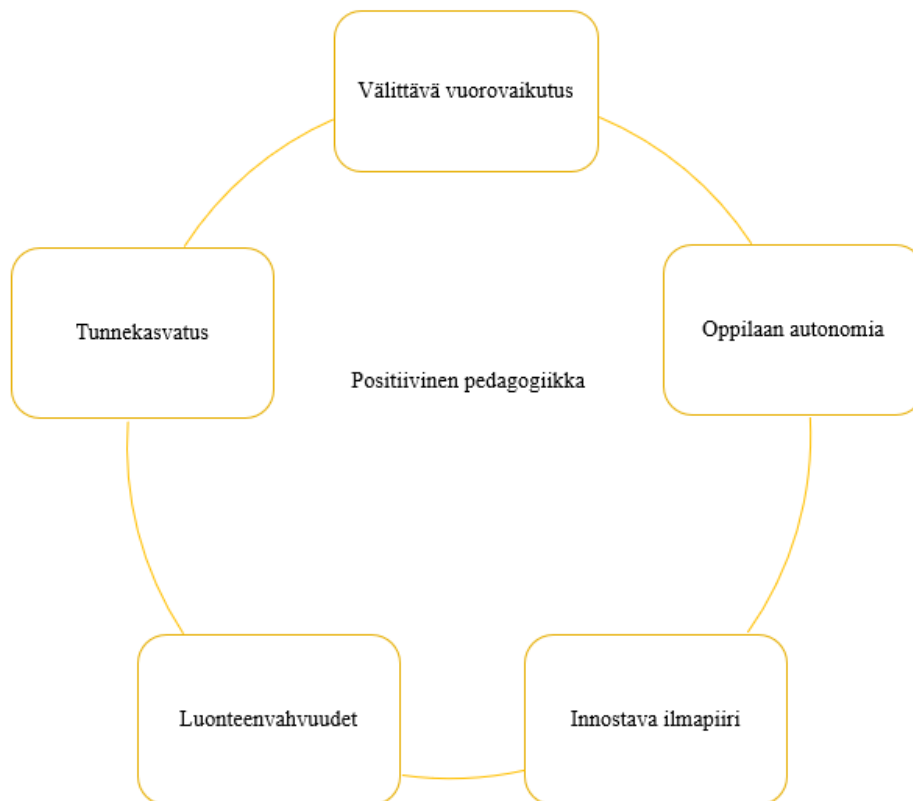 Välittävä vuorovaikutus
Tunnekasvatus
Oppilaan autonomia
Positiivinen pedagogiikka
Luonteenvahvuudet
Innostava ilmapiiri